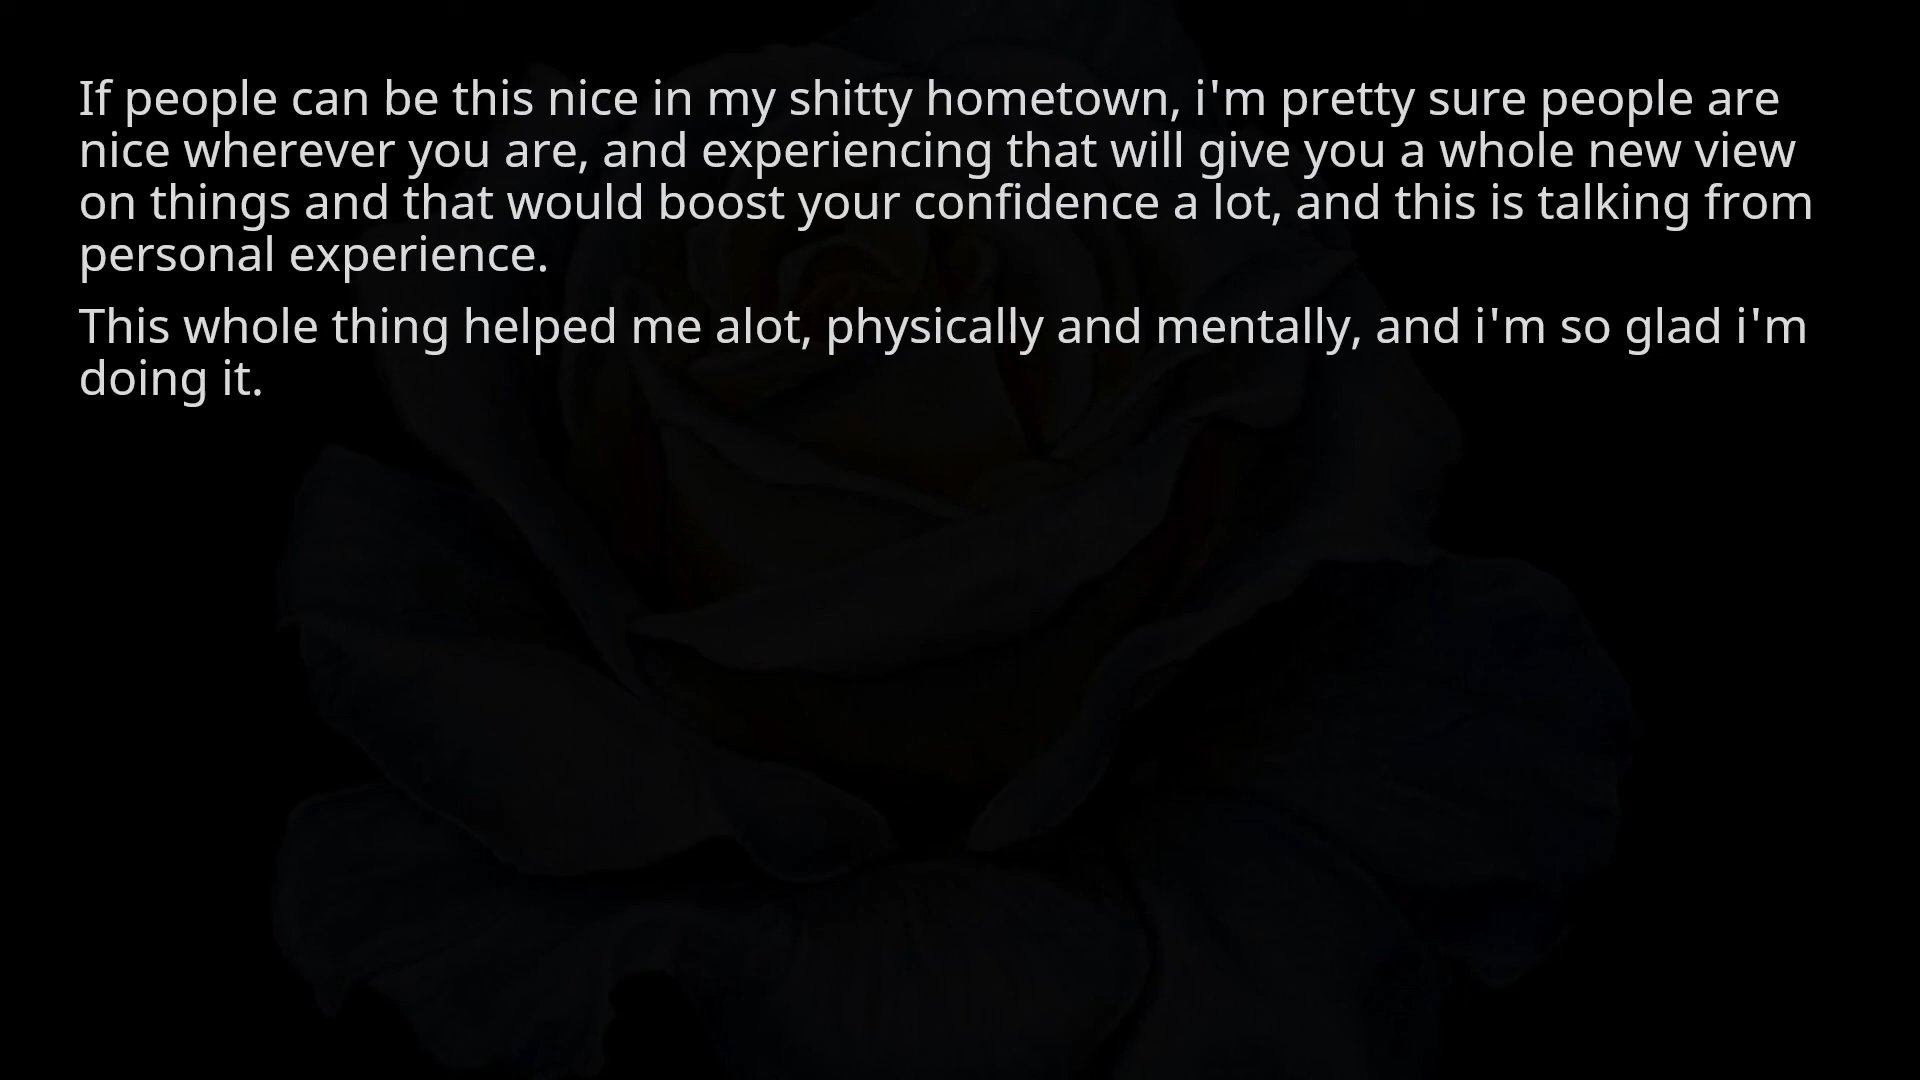 If people can be this nice in my shitty hometown, i'm pretty sure people are
nice wherever you are, and experiencing that will give you a whole new view
on things and that would boost your confidence a lot, and this is talking from
personal experience.
This whole thing helped me alot, physically and mentally, and i'm so glad i'm
doing it.